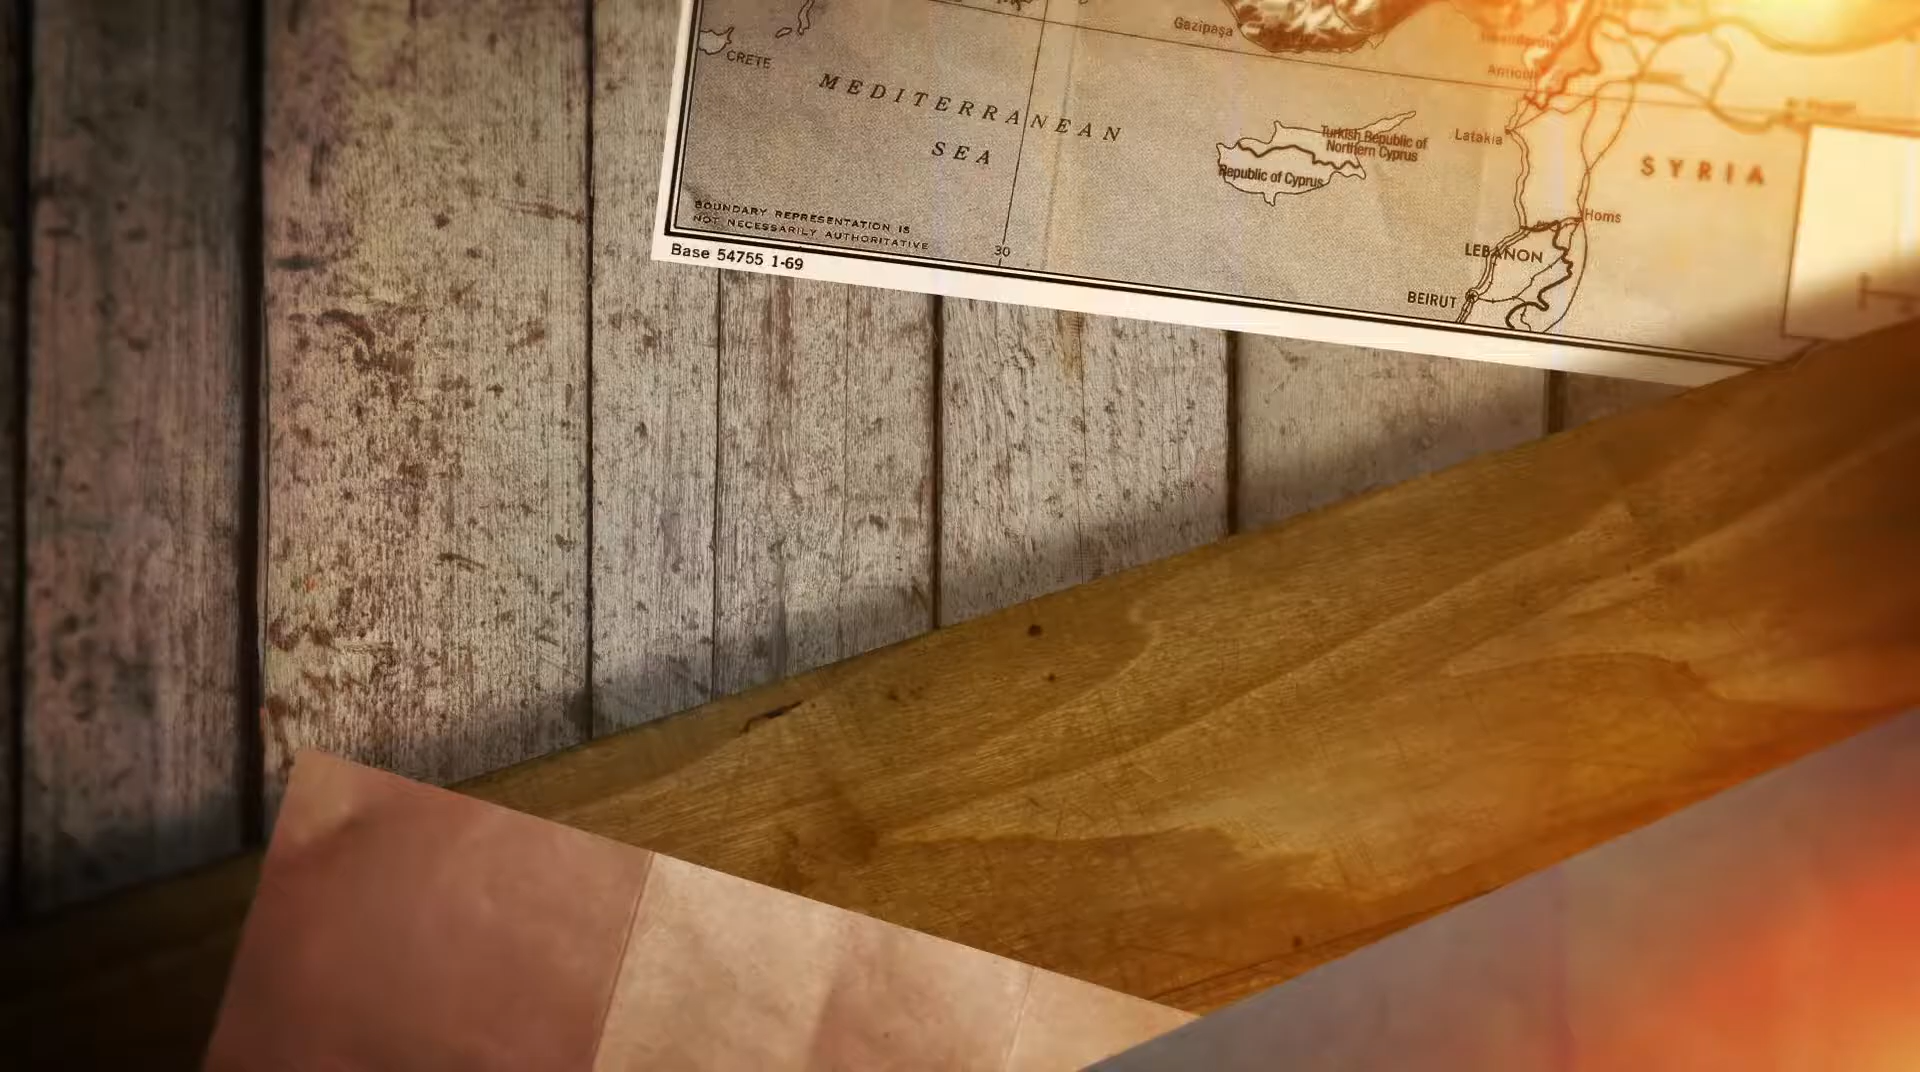 Gazipaşa
CRETE
MEDITERRANEAN
SEA
Turkish Republic of
Northern Cyprus
Republic of Cyprus
Latakia
SYRIA
Homs
LEBANON
BEIRUT
BOUNDARY REPRESENTATION IS
NOT NECESSARILY AUTHORITATIVE
30
Base 54755 1-69